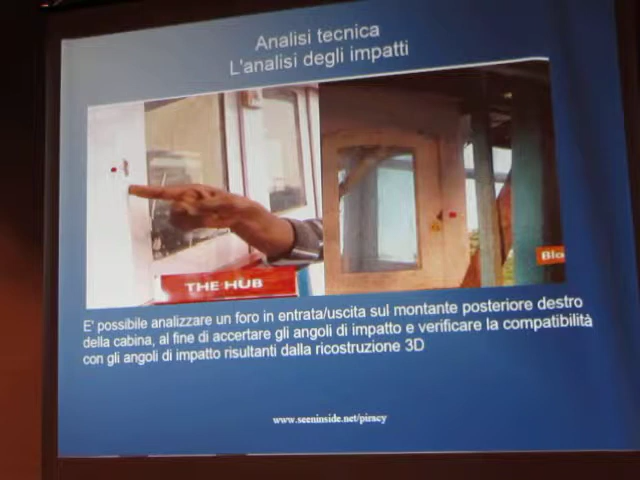 Analisi tecnica
L'analisi degli impatti
THE HUB
Blo
E' possibile analizzare un foro in entrata/uscita sul montante posteriore destro
della cabina, al fine di accertare gli angoli di impatto e verificare la compatibilità
con gli angoli di impatto risultanti dalla ricostruzione 3D
www.seeninside.net/piracy